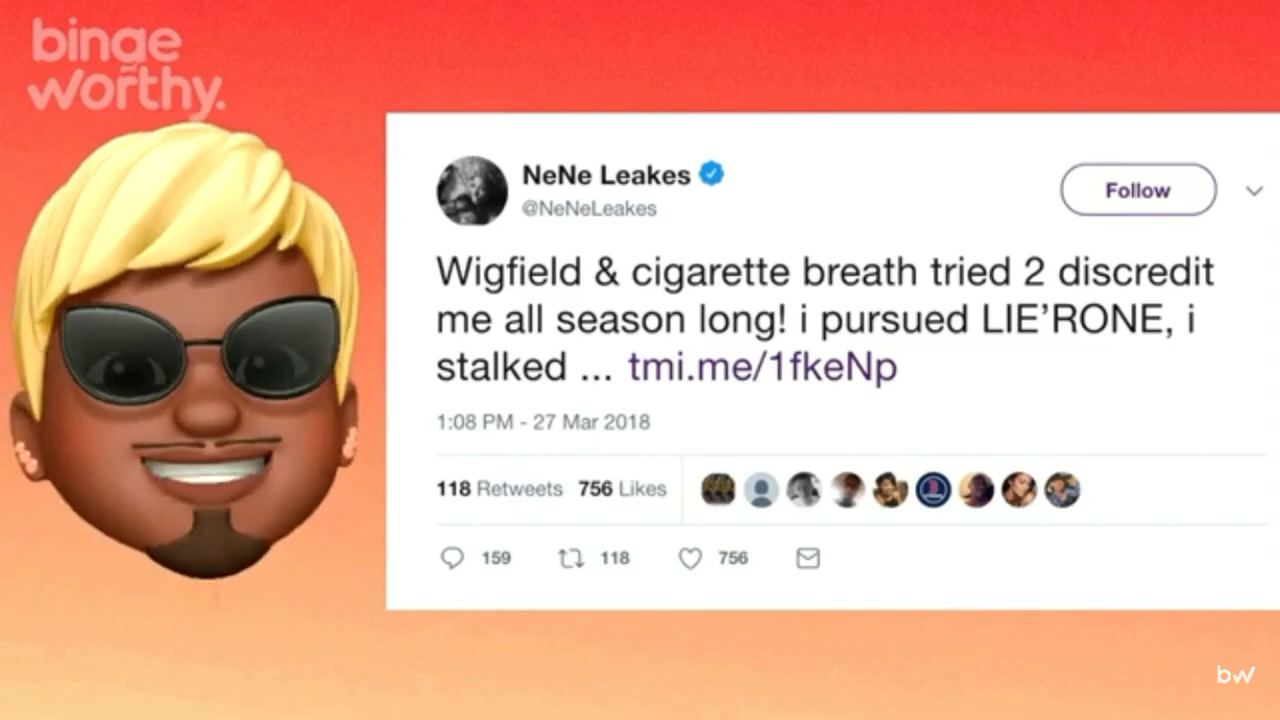 binge
worthy.
NeNe Leakes
@NeNeLeakes
Follow
Wigfield & cigarette breath tried 2 discredit
me all season long! i pursued LIE’RONE, i
stalked ... tmi.me/1fkeNp
1:08 PM - 27 Mar 2018
118 Retweets 756 Likes
159 118 756
bw